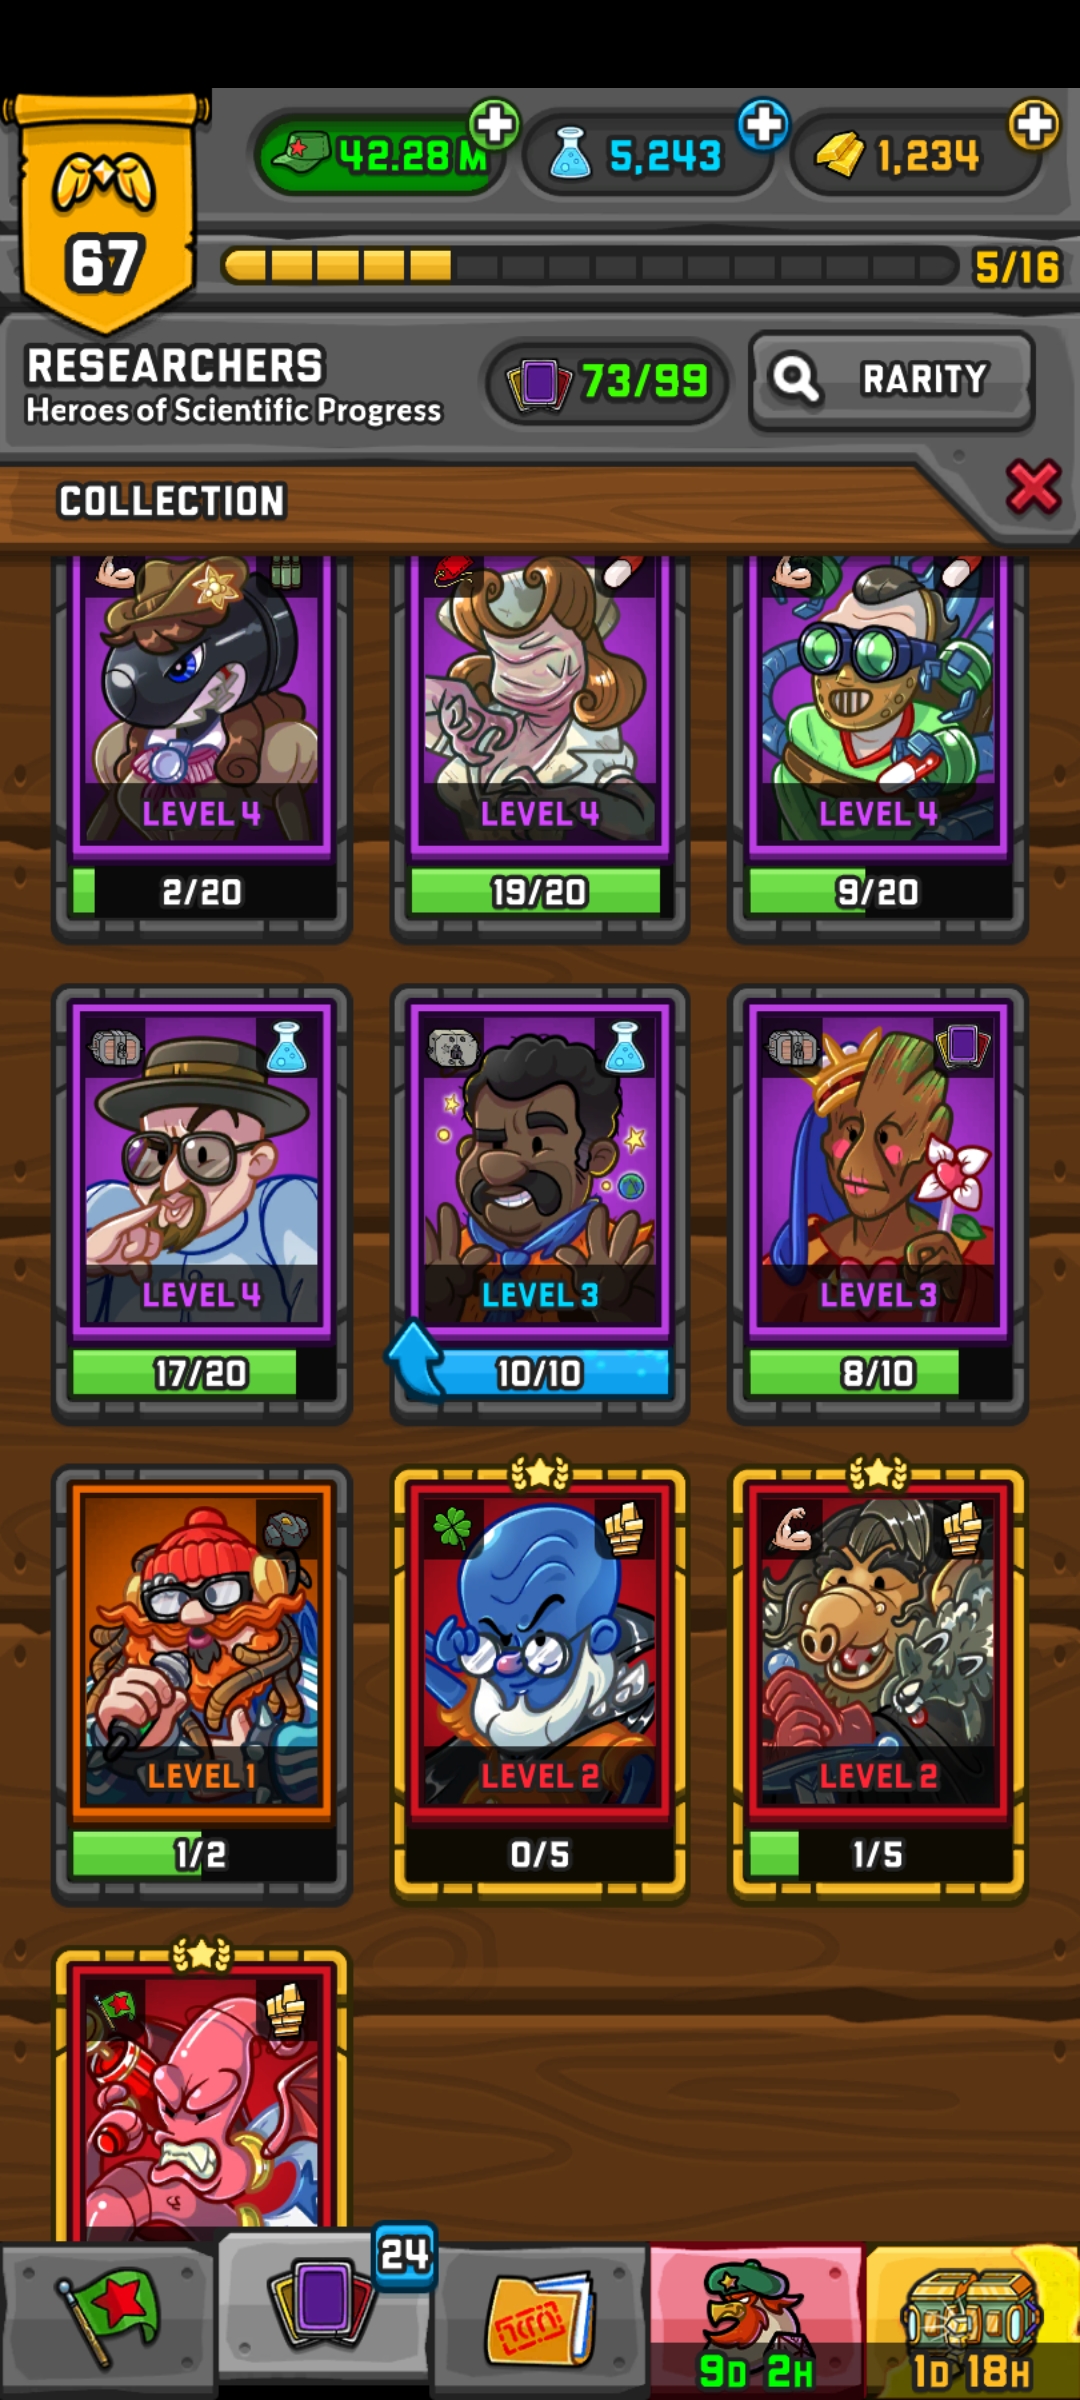 42.28 M
5,243
1,234
67
5/16
RESEARCHERS
Heroes of Scientific Progress
73/99
RARITY
COLLECTION
LEVEL 4
LEVEL 4
LEVEL 4
2/20
19/20
9/20
LEVEL 4
LEVEL 3
LEVEL 3
17/20
10/10
8/10
LEVEL 1
LEVEL 2
LEVEL 2
1/2
0/5
1/5
24
9D 2H
1D 18H